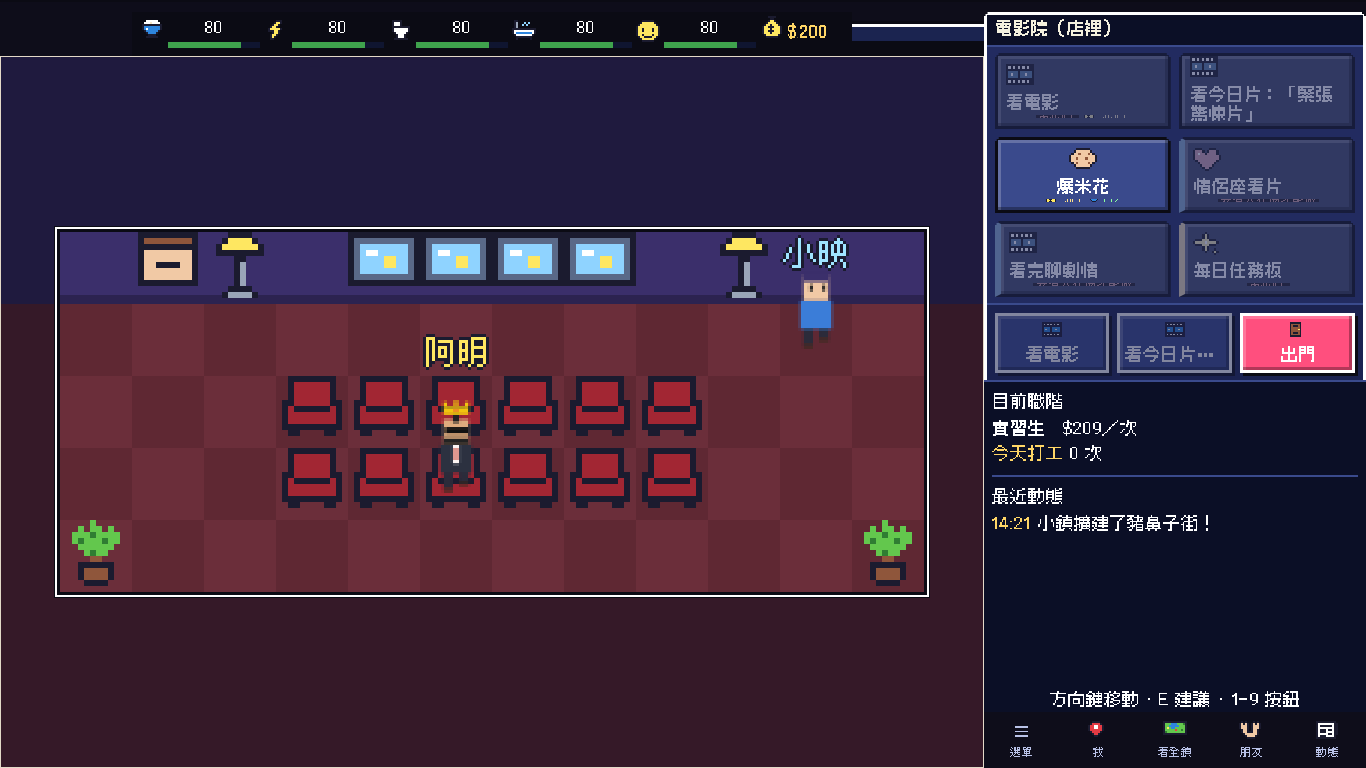 80
80
80
80
80
$200
電影院（店裡）
看電影
看今日片：「緊張
驚悚片」
爆米花
情侶座看片
看完聊劇情
每日任務板
看電影
看今日片…
出門
小映
阿明
目前職階
實習生 $209／次
今天打工 0 次
最近動態
14:21 小鎮擴建了豬鼻子街！
方向鍵移動 · E 建議 · 1-9 按鈕
選單
我
看全鎮
朋友
動態